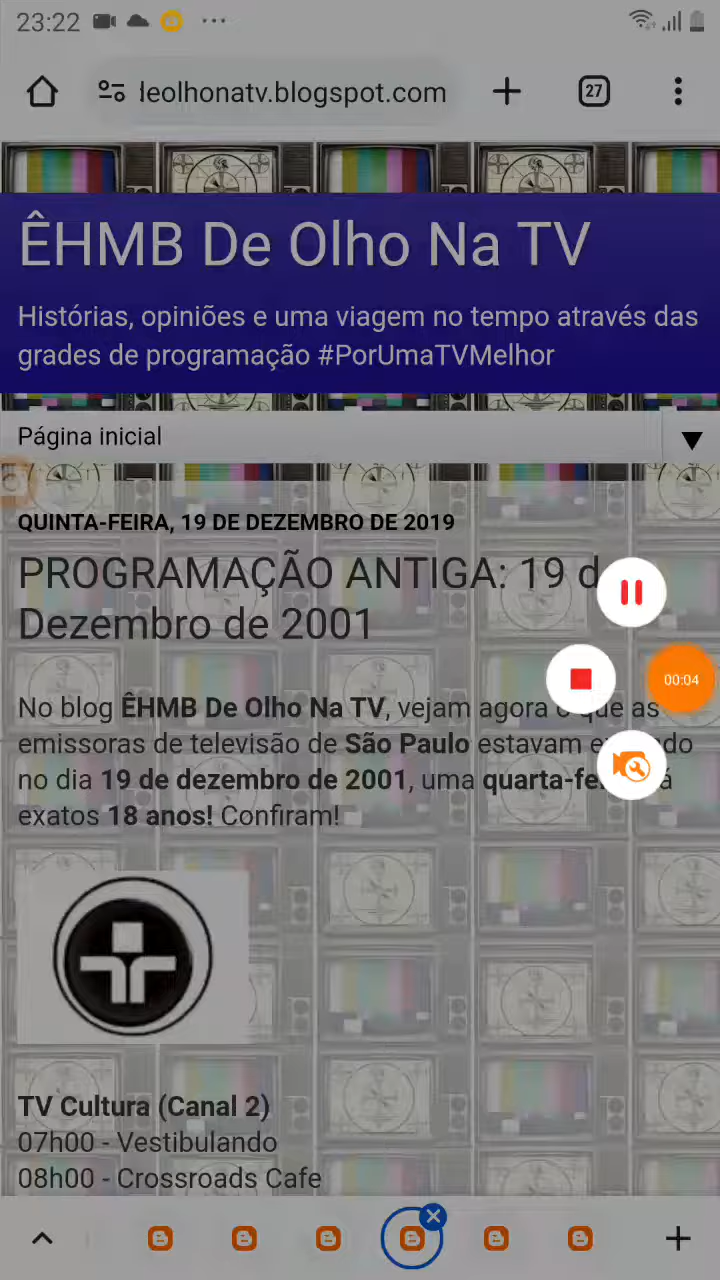 23:22
27
leolhonatv.blogspot.com
ÊHMB De Olho Na TV
Histórias, opiniões e uma viagem no tempo através das
grades de programação #PorUmaTVMelhor
Página inicial
QUINTA-FEIRA, 19 DE DEZEMBRO DE 2019
PROGRAMAÇÃO ANTIGA: 19 d
Dezembro de 2001
00:04
No blog ÊHMB De Olho Na TV, vejam agora o que as
emissoras de televisão de São Paulo estavam ndo
no dia 19 de dezembro de 2001, uma quarta-fe
exatos 18 anos! Confiram!
TV Cultura (Canal 2)
07h00 - Vestibulando
08h00 - Crossroads Cafe